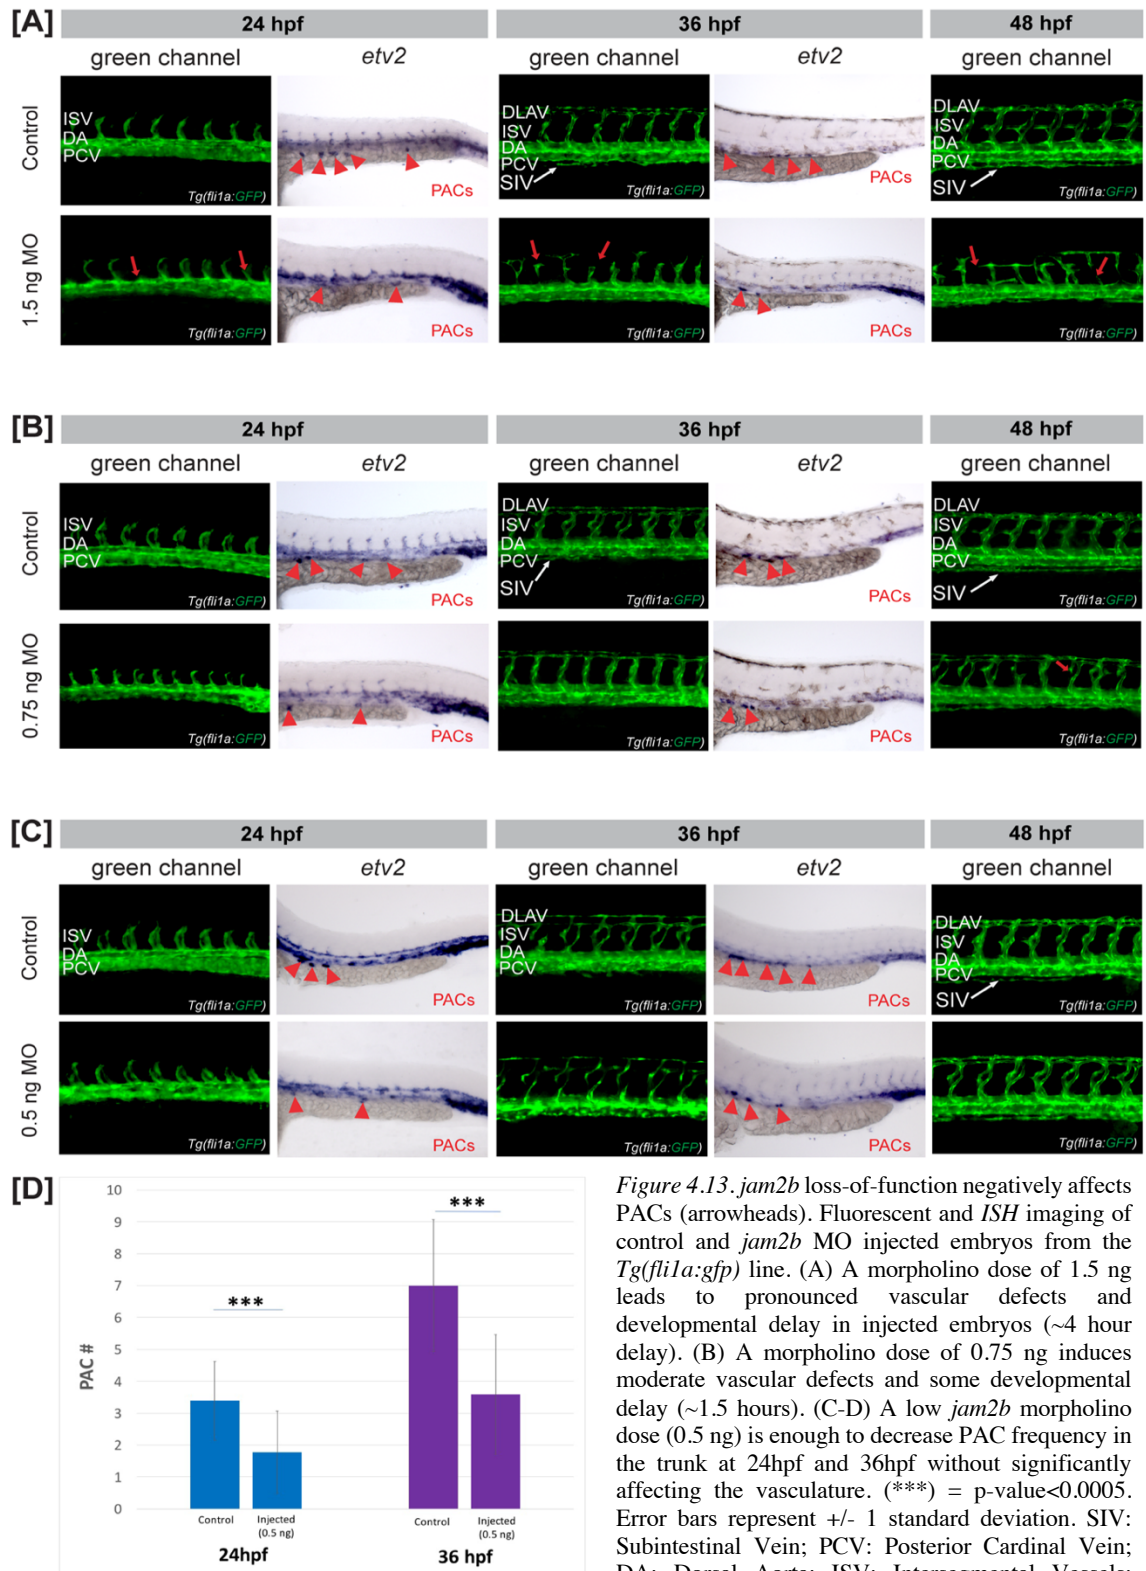 [A]
24 hpf
36 hpf
48 hpf
green channel
etv2
green channel
etv2
green channel
Control
ISV
DA
PCV
Tg(fli1a:GFP)
PACs
DLAV
ISV
DA
PCV
SIV
Tg(fli1a:GFP)
PACs
DLAV
ISV
DA
PCV
SIV
Tg(fli1a:GFP)
1.5 ng MO
Tg(fli1a:GFP)
PACs
Tg(fli1a:GFP)
PACs
Tg(fli1a:GFP)
[B]
24 hpf
36 hpf
48 hpf
green channel
etv2
green channel
etv2
green channel
Control
ISV
DA
PCV
Tg(fli1a:GFP)
PACs
DLAV
ISV
DA
PCV
SIV
Tg(fli1a:GFP)
PACs
DLAV
ISV
DA
PCV
SIV
Tg(fli1a:GFP)
0.75 ng MO
Tg(fli1a:GFP)
PACs
Tg(fli1a:GFP)
PACs
Tg(fli1a:GFP)
[C]
24 hpf
36 hpf
48 hpf
green channel
etv2
green channel
etv2
green channel
Control
ISV
DA
PCV
Tg(fli1a:GFP)
PACs
DLAV
ISV
DA
PCV
Tg(fli1a:GFP)
PACs
DLAV
ISV
DA
PCV
SIV
Tg(fli1a:GFP)
0.5 ng MO
Tg(fli1a:GFP)
PACs
Tg(fli1a:GFP)
PACs
Tg(fli1a:GFP)
[D]
10
9
8
7
6
5
4
3
2
1
0
PAC #
***
***
Control
Injected
(0.5 ng)
Control
Injected
(0.5 ng)
24hpf
36 hpf
Figure 4.13. jam2b loss-of-function negatively affects
PACs (arrowheads). Fluorescent and ISH imaging of
control and jam2b MO injected embryos from the
Tg(fli1a:gfp) line. (A) A morpholino dose of 1.5 ng
leads to pronounced vascular defects and
developmental delay in injected embryos (~4 hour
delay). (B) A morpholino dose of 0.75 ng induces
moderate vascular defects and some developmental
delay (~1.5 hours). (C-D) A low jam2b morpholino
dose (0.5 ng) is enough to decrease PAC frequency in
the trunk at 24hpf and 36hpf without significantly
affecting the vasculature. (***) = p-value<0.0005.
Error bars represent +/- 1 standard deviation. SIV:
Subintestinal Vein; PCV: Posterior Cardinal Vein;
DA: Dorsal Aorta; ISV: Intersegmental Vessels;